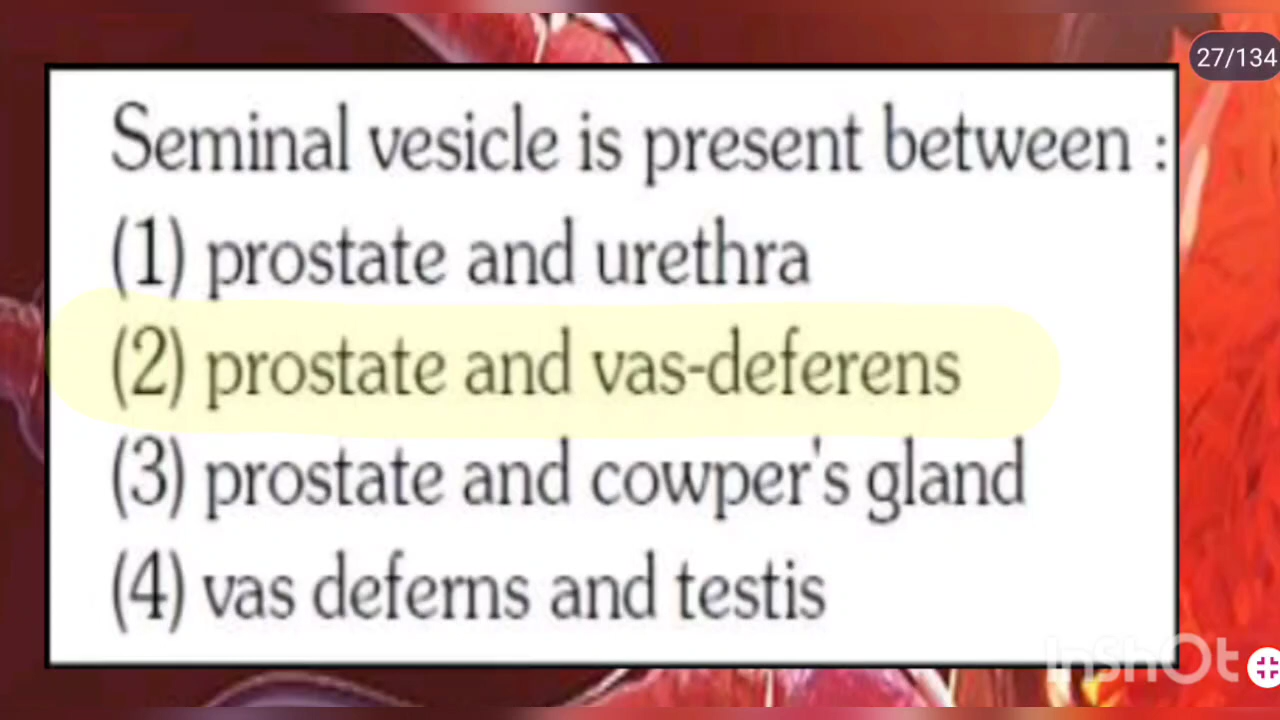 27/134
Seminal vesicle is present between :
(1) prostate and urethra
(2) prostate and vas-deferens
(3) prostate and cowper's gland
(4) vas deferns and testis
InShOt